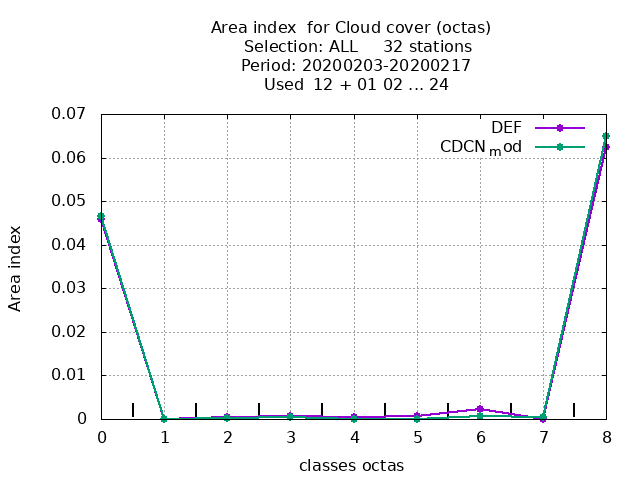 Area index  for Cloud cover (octas)
Selection: ALL     32 stations
Period: 20200203-20200217
Used  12 + 01 02 ... 24
DEF
CDCN_mod
0.07
0.06
0.05
0.04
0.03
0.02
0.01
0
Area index
0 1 2 3 4 5 6 7 8
classes octas